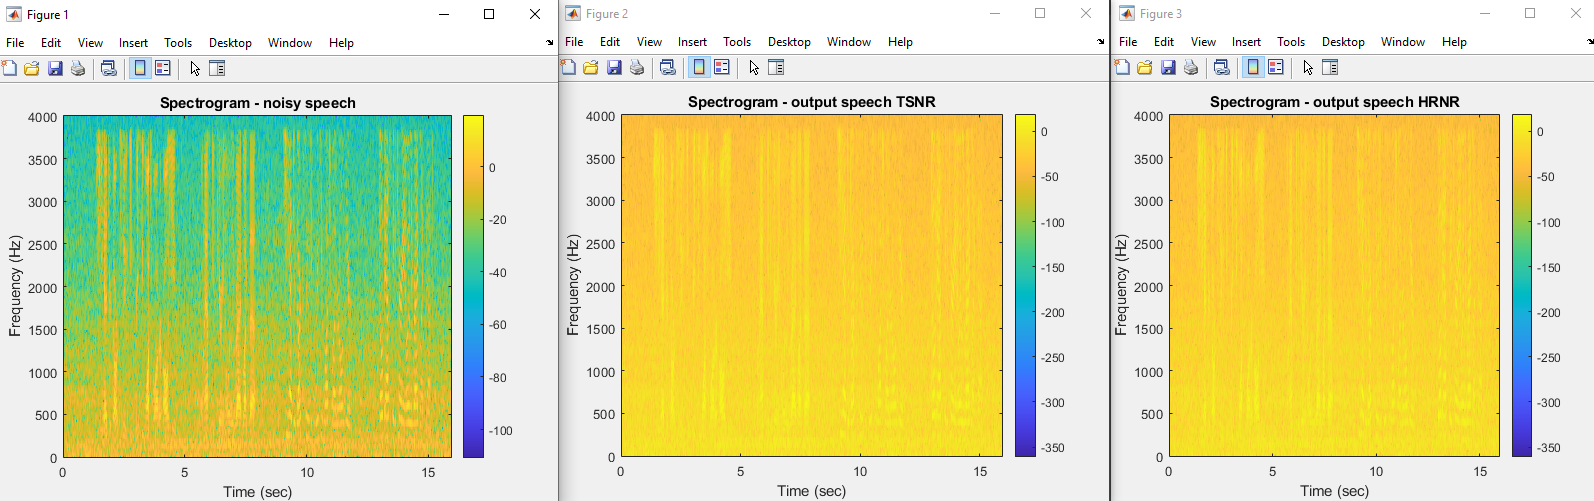 Figure 1
File Edit View Insert Tools Desktop Window Help
Spectrogram - noisy speech
Frequency (Hz)
4000
3500
3000
2500
2000
1500
1000
500
0
0 5 10 15
Time (sec)
0
-20
-40
-60
-80
-100
Figure 2
File Edit View Insert Tools Desktop Window Help
Spectrogram - output speech TSNR
Frequency (Hz)
4000
3500
3000
2500
2000
1500
1000
500
0
0 5 10 15
Time (sec)
0
-50
-100
-150
-200
-250
-300
-350
Figure 3
File Edit View Insert Tools Desktop Window Help
Spectrogram - output speech HRNR
Frequency (Hz)
4000
3500
3000
2500
2000
1500
1000
500
0
0 5 10 15
Time (sec)
0
-50
-100
-150
-200
-250
-300
-350